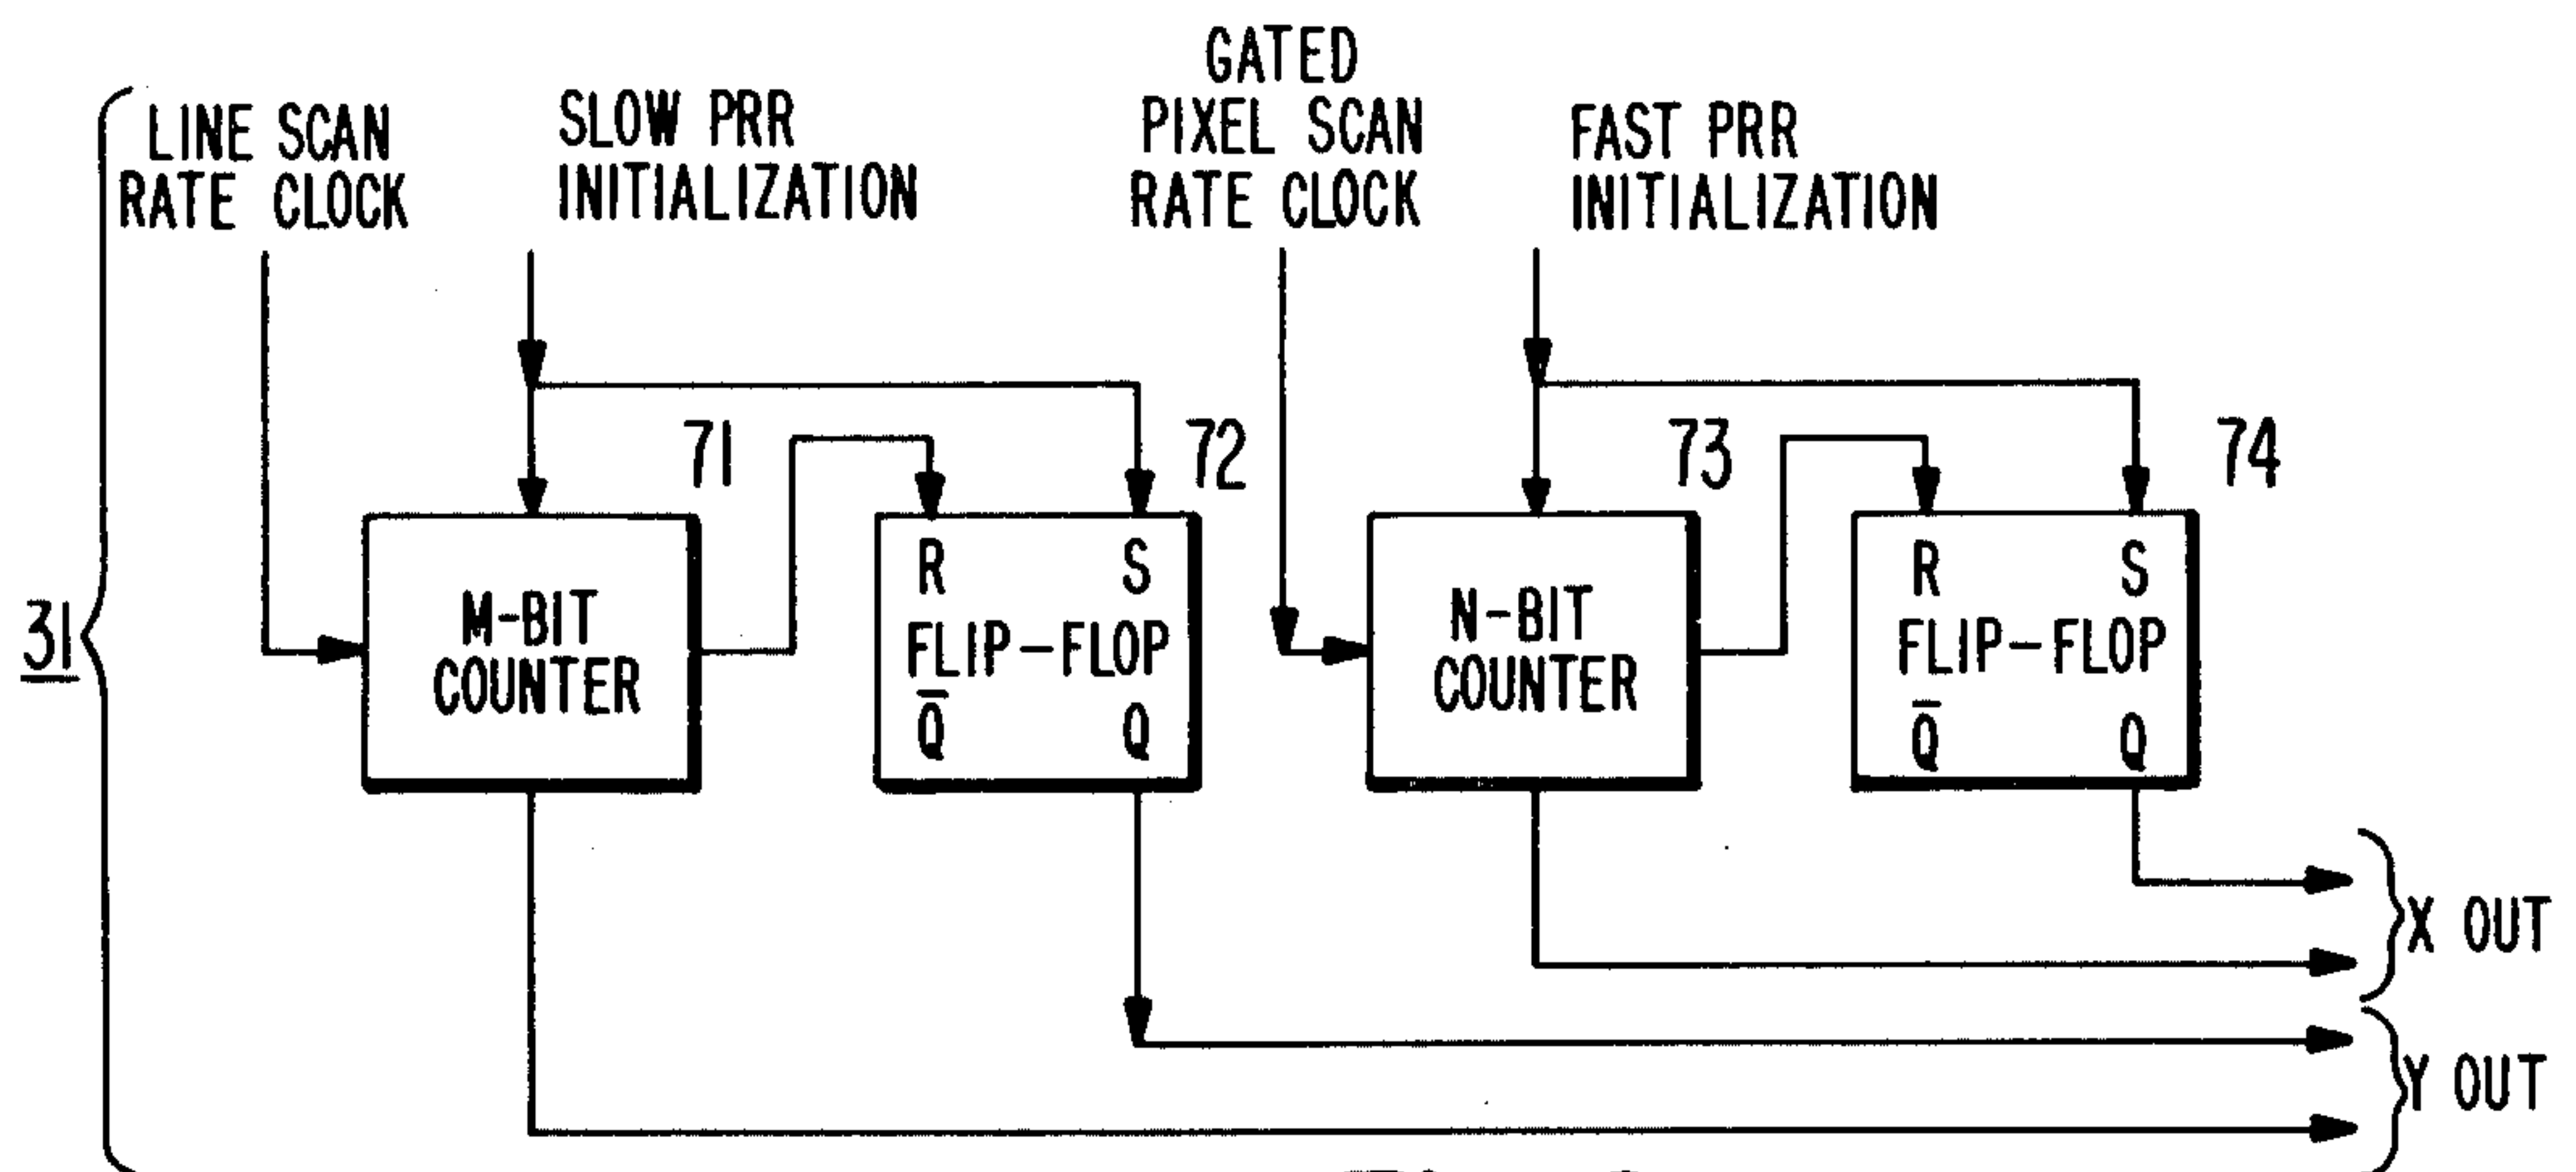 LINE SCAN
RATE CLOCK
SLOW PRR
INITIALIZATION
GATED
PIXEL SCAN
RATE CLOCK
FAST PRR
INITIALIZATION
31
71
72
73
74
M-BIT
COUNTER
R S
FLIP-FLOP
Q̅ Q
N-BIT
COUNTER
R S
FLIP-FLOP
Q̅ Q
X OUT
Y OUT